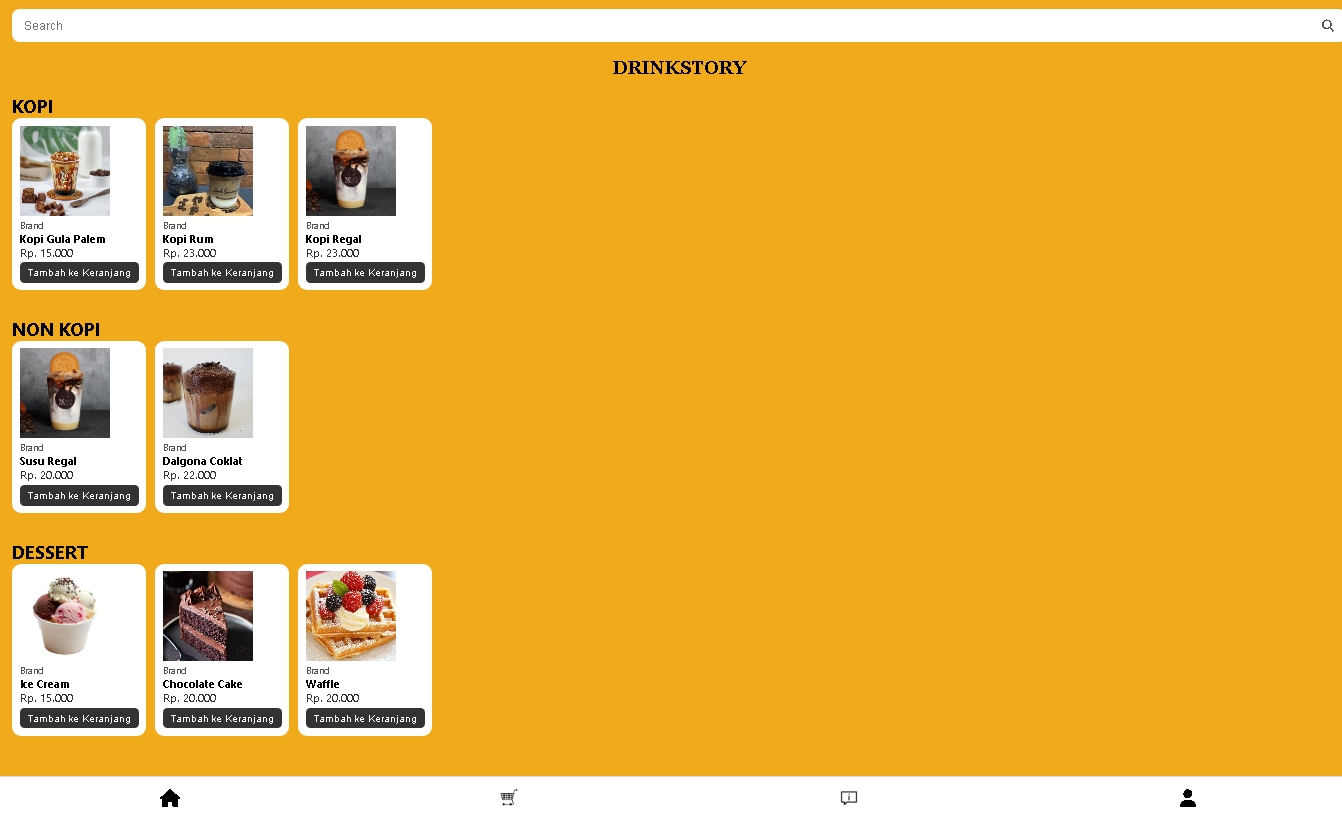 Search
DRINKSTORY
KOPI
Brand
Kopi Gula Palem
Rp. 15.000
Tambah ke Keranjang
Brand
Kopi Rum
Rp. 23.000
Tambah ke Keranjang
Brand
Kopi Regal
Rp. 23.000
Tambah ke Keranjang
NON KOPI
Brand
Susu Regal
Rp. 20.000
Tambah ke Keranjang
Brand
Dalgona Coklat
Rp. 22.000
Tambah ke Keranjang
DESSERT
Brand
Ice Cream
Rp. 15.000
Tambah ke Keranjang
Brand
Chocolate Cake
Rp. 20.000
Tambah ke Keranjang
Brand
Waffle
Rp. 20.000
Tambah ke Keranjang